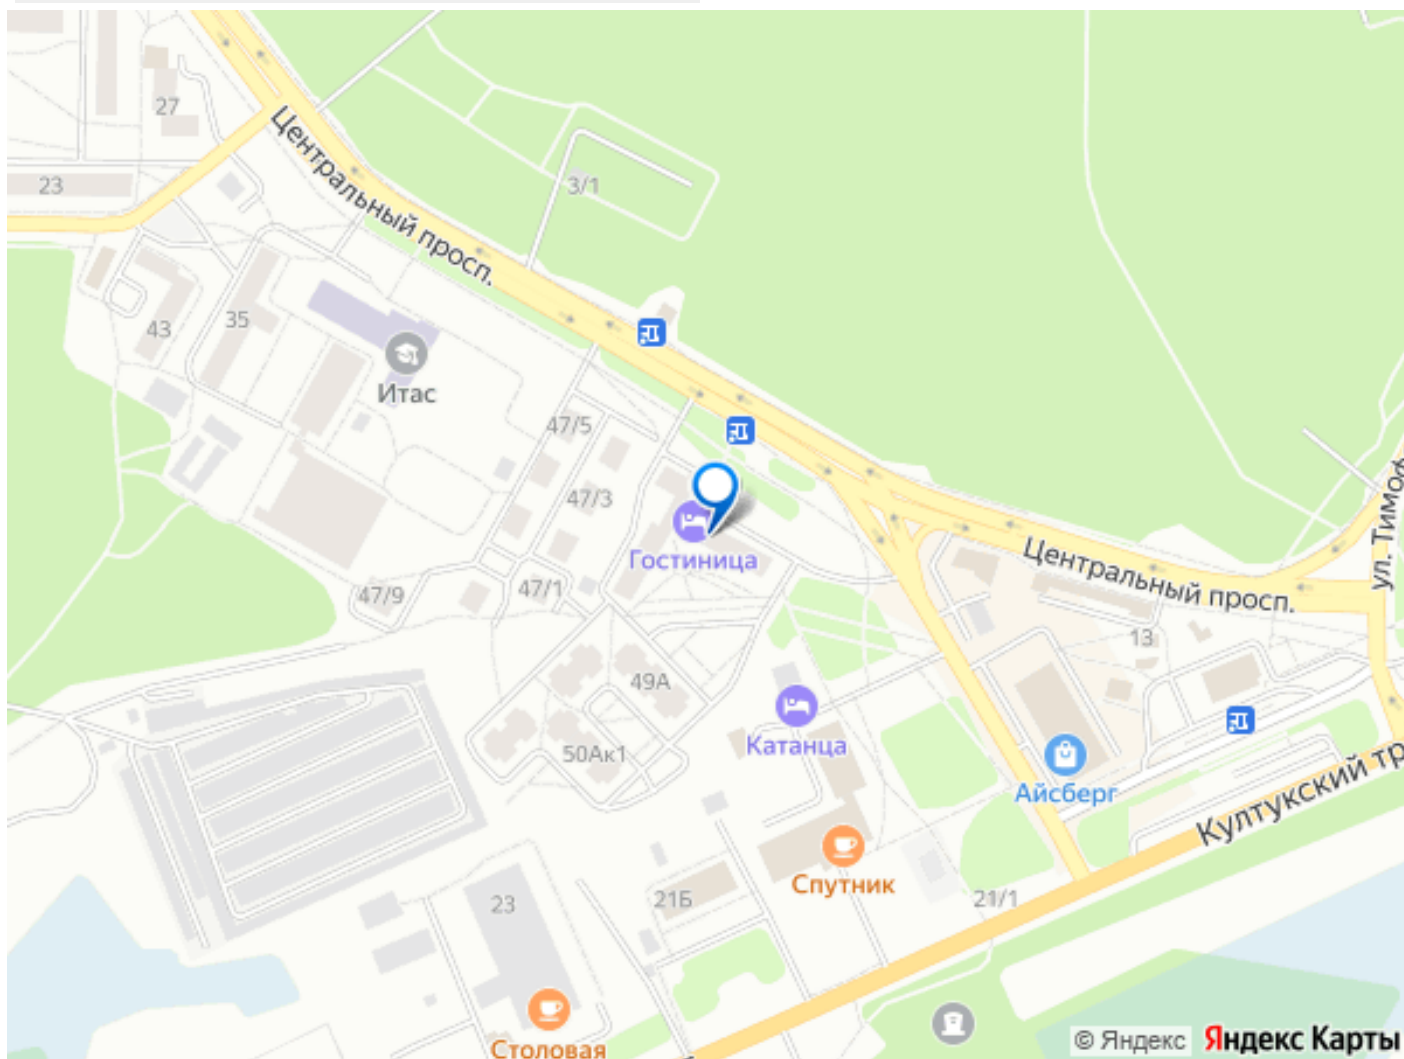 27
Центральный просп.
23
3/1
43
35
Итас
47/5
47/3
Гостиница
47/9
47/1
Центральный просп.
ул. Тимоф
13
49А
50Ак1
Катанца
Айсберг
Култукский тр
Спутник
23
21Б
21/1
Столовая
© Яндекс Яндекс Карты